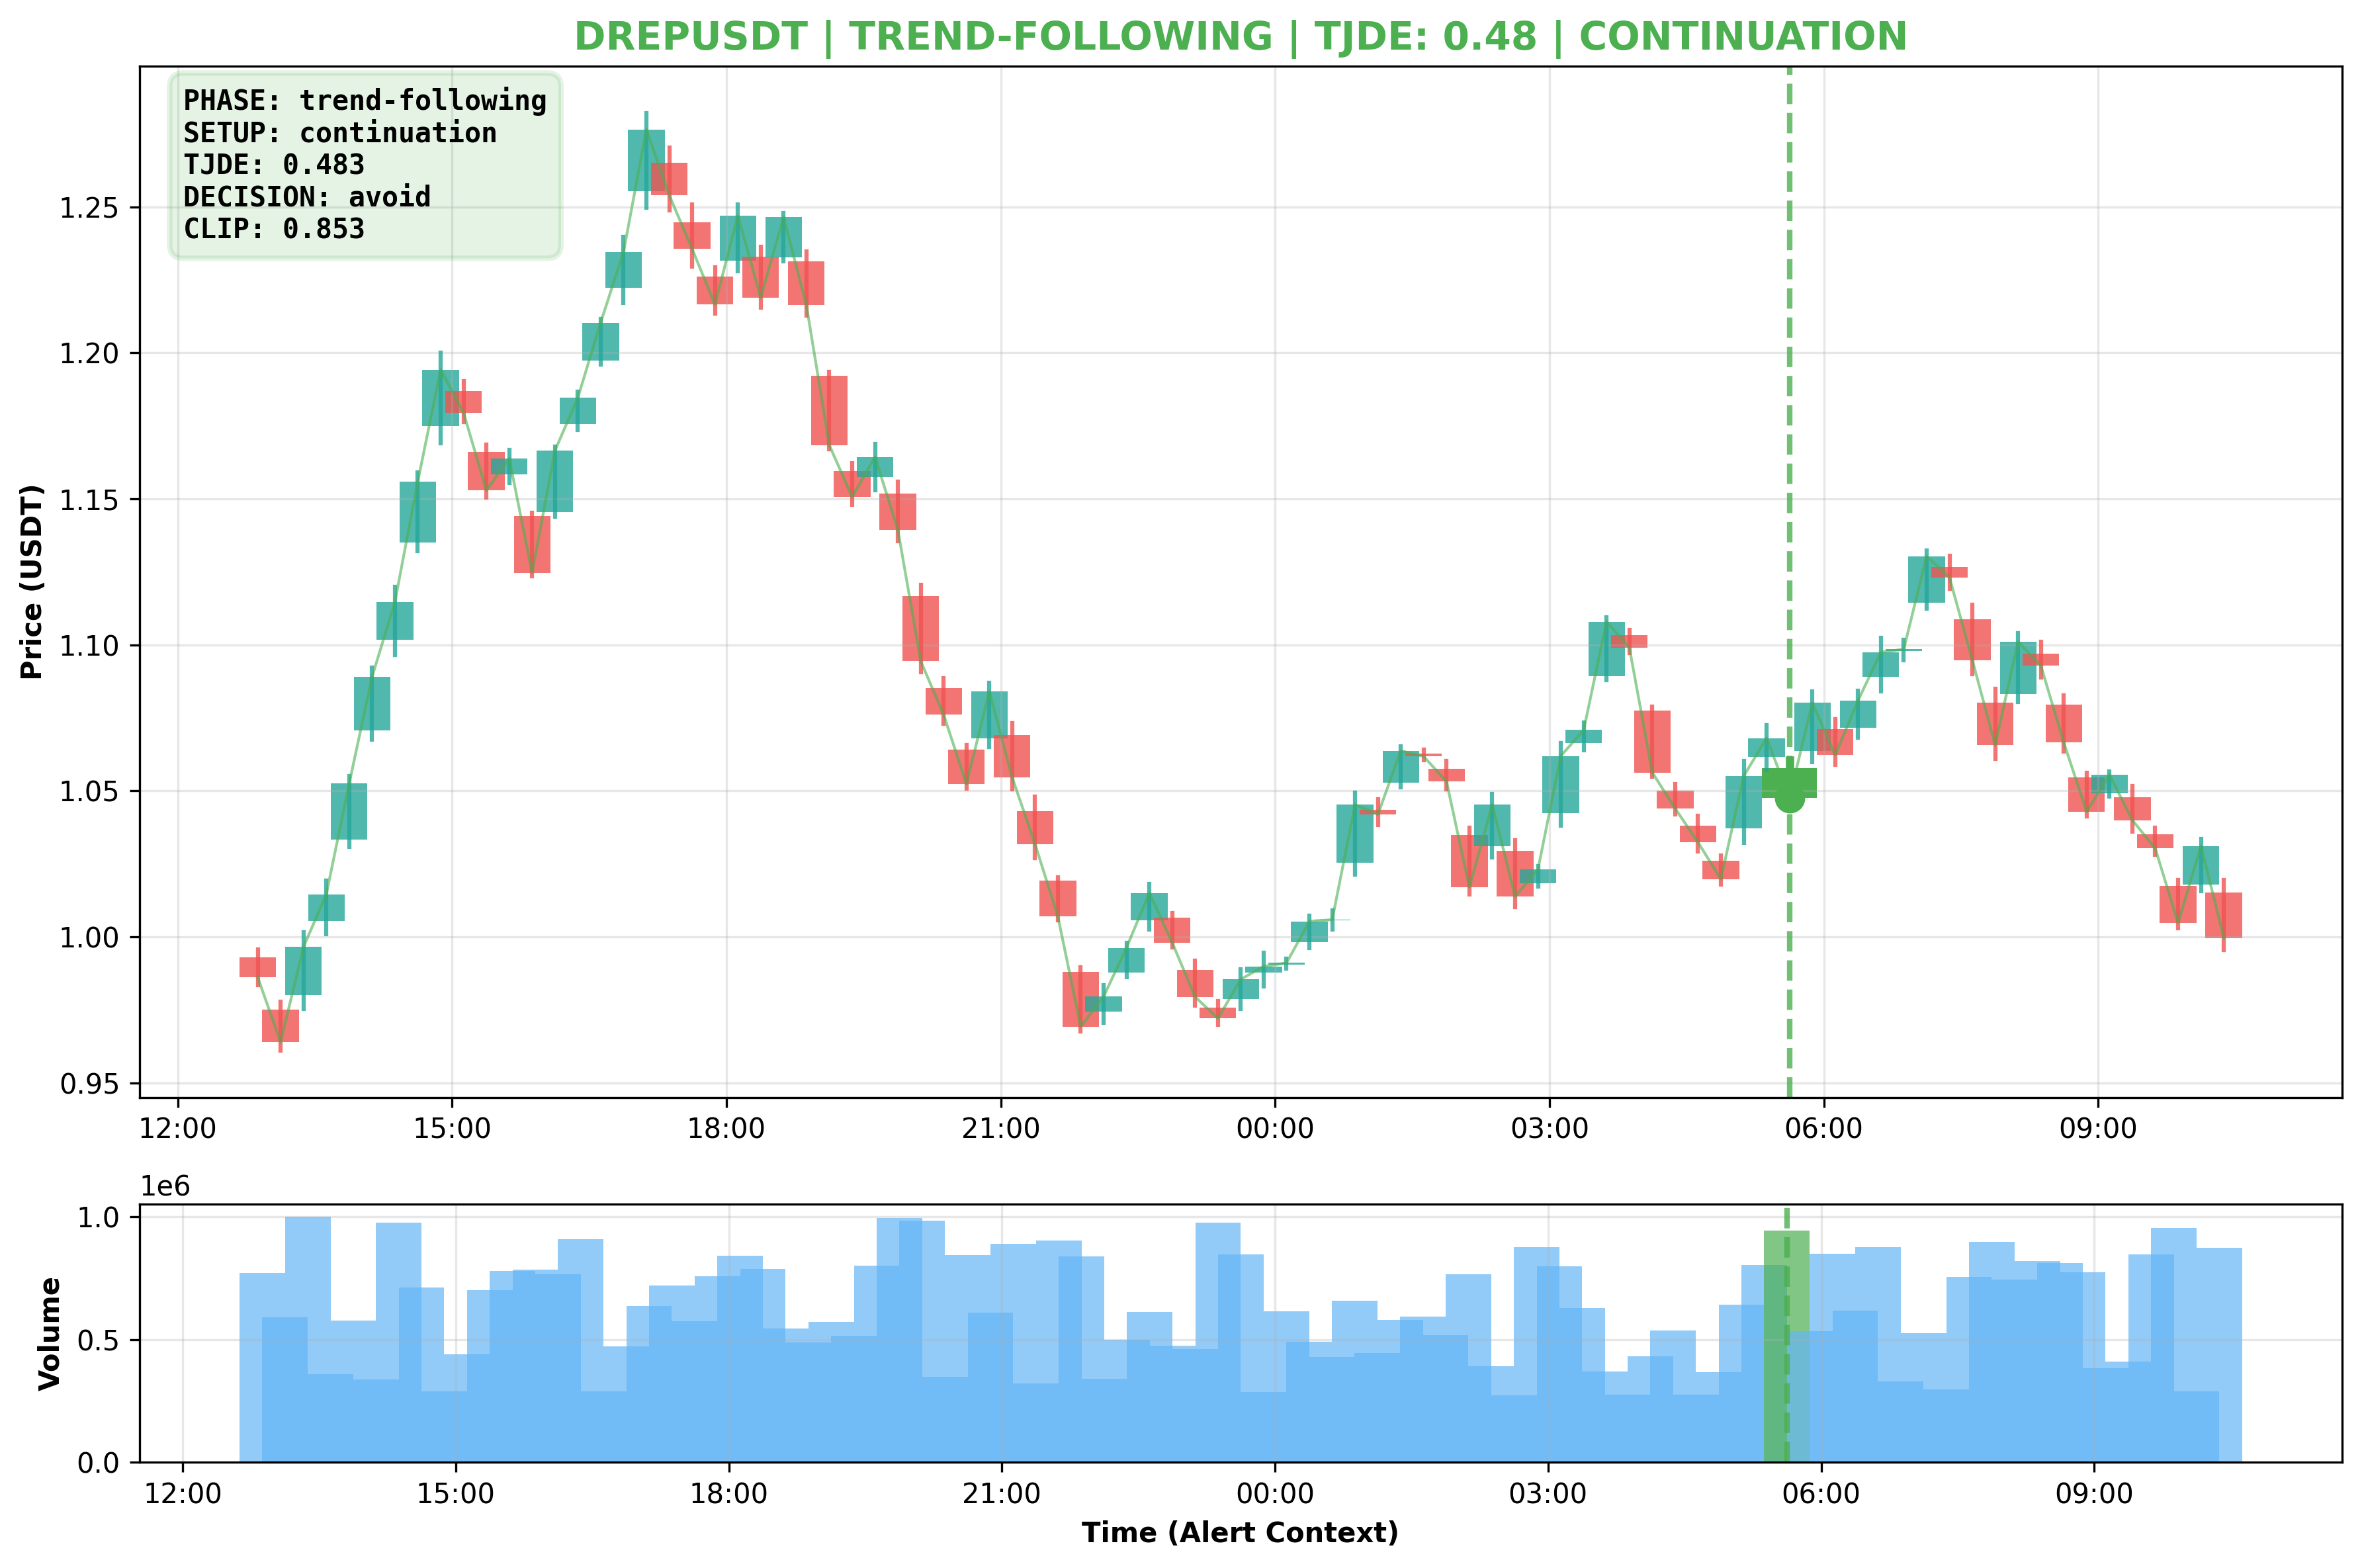 DREPUSDT | TREND-FOLLOWING | TJDE: 0.48 | CONTINUATION
PHASE: trend-following
SETUP: continuation
TJDE: 0.483
DECISION: avoid
CLIP: 0.853
Price (USDT)
1.25
1.20
1.15
1.10
1.05
1.00
0.95
12:00 15:00 18:00 21:00 00:00 03:00 06:00 09:00
1e6
Volume
1.0
0.5
0.0
12:00 15:00 18:00 21:00 00:00 03:00 06:00 09:00
Time (Alert Context)